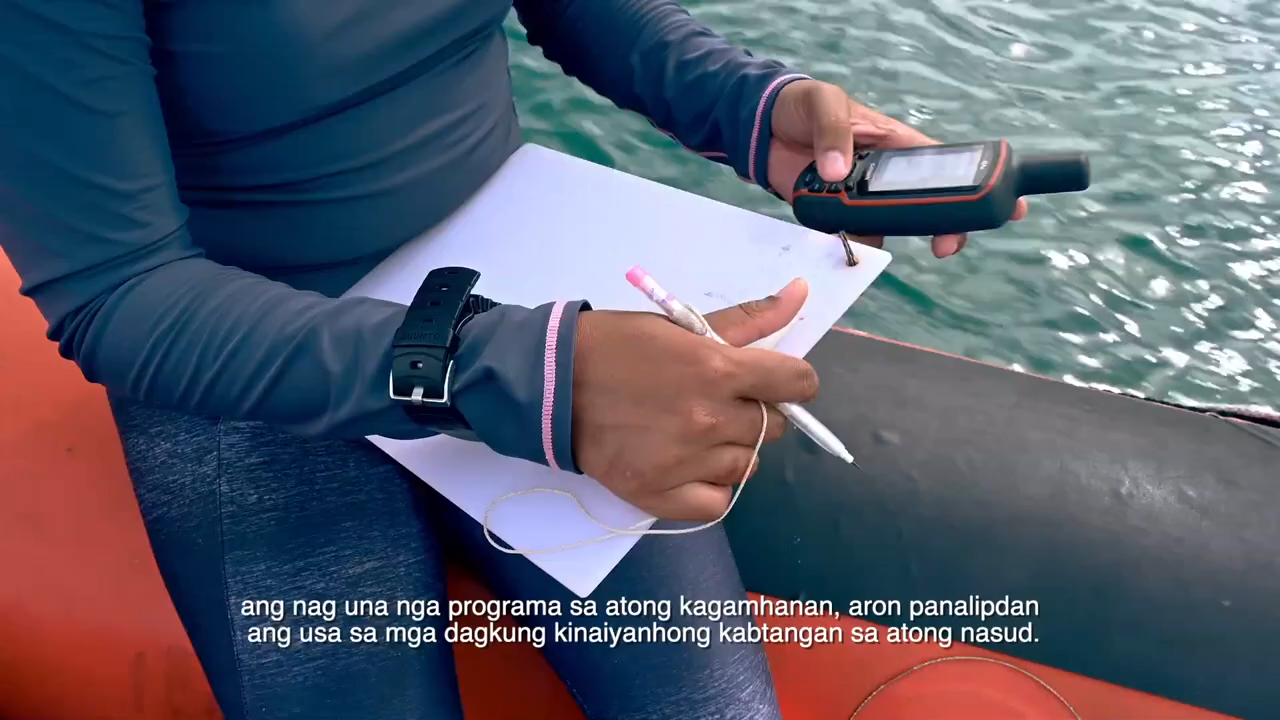 ang nag una nga programa sa atong kagamhanan, aron panalipdan
ang usa sa mga dagkung kinaiyanhong kabtangan sa atong nasud.